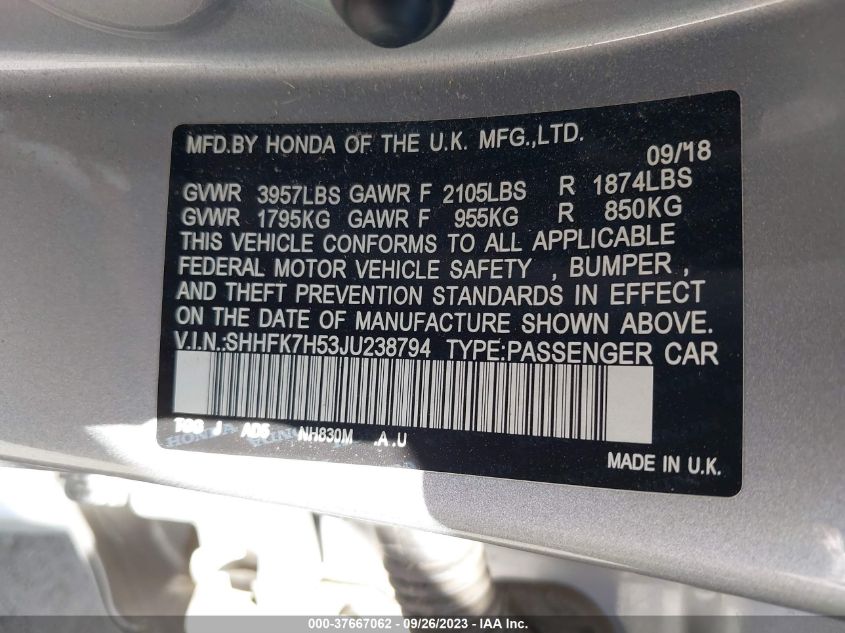 MFD.BY HONDA OF THE U.K. MFG.,LTD.
09/18
GVWR 3957LBS GAWR F 2105LBS R 1874LBS
GVWR 1795KG GAWR F 955KG R 850KG
THIS VEHICLE CONFORMS TO ALL APPLICABLE
FEDERAL MOTOR VEHICLE SAFETY , BUMPER ,
AND THEFT PREVENTION STANDARDS IN EFFECT
ON THE DATE OF MANUFACTURE SHOWN ABOVE.
V.I.N.:SHHFK7H53JU238794 TYPE:PASSENGER CAR
TGG J AD5 NH830M .A .U
HONDA
MADE IN U.K.
000-37667062 - 09/26/2023 - IAA Inc.